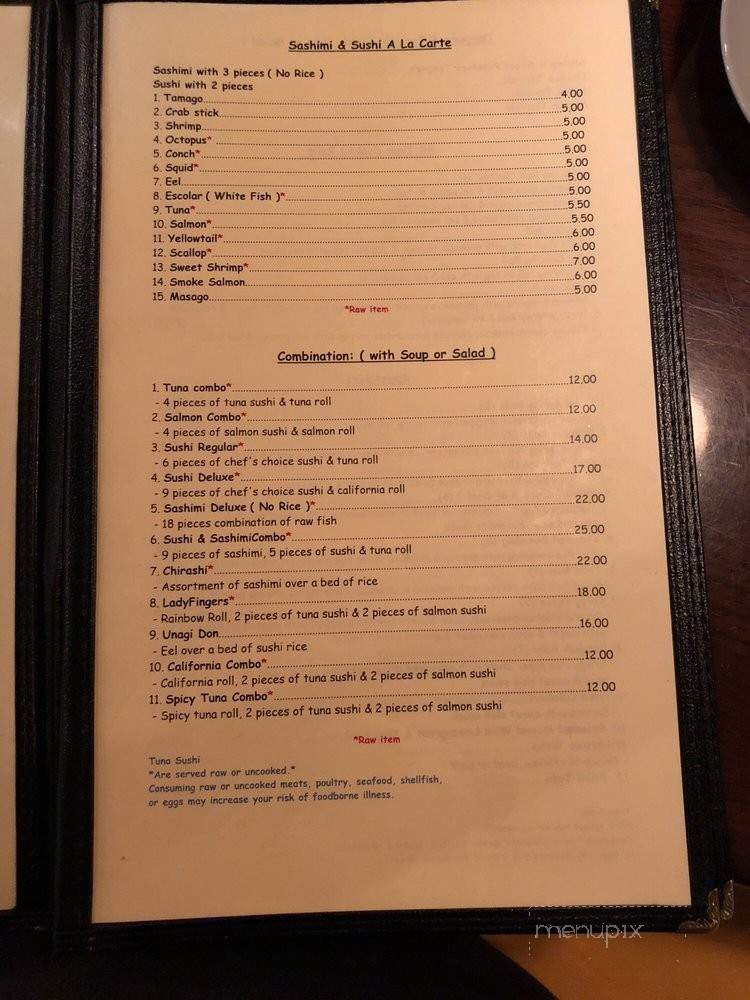 Sashimi & Sushi A La Carte
Sashimi with 3 pieces ( No Rice )
Sushi with 2 pieces
1. Tamago 4.00
2. Crab stick 5.00
3. Shrimp 5.00
4. Octopus* 5.00
5. Conch* 5.00
6. Squid* 5.00
7. Eel 5.00
8. Escolar ( White Fish )* 5.00
9. Tuna* 5.50
10. Salmon* 5.50
11. Yellowtail* 6.00
12. Scallop* 6.00
13. Sweet Shrimp* 7.00
14. Smoke Salmon 6.00
15. Masago 5.00
*Raw item
Combination: ( with Soup or Salad )
1. Tuna combo* 12.00
- 4 pieces of tuna sushi & tuna roll
2. Salmon Combo* 12.00
- 4 pieces of salmon sushi & salmon roll
3. Sushi Regular* 14.00
- 6 pieces of chef's choice sushi & tuna roll
4. Sushi Deluxe* 17.00
- 9 pieces of chef's choice sushi & california roll
5. Sashimi Deluxe ( No Rice )* 22.00
- 18 pieces combination of raw fish
6. Sushi & SashimiCombo* 25.00
- 9 pieces of sashimi, 5 pieces of sushi & tuna roll
7. Chirashi* 22.00
- Assortment of sashimi over a bed of rice
8. LadyFingers* 18.00
- Rainbow Roll, 2 pieces of tuna sushi & 2 pieces of salmon sushi
9. Unagi Don 16.00
- Eel over a bed of sushi rice
10. California Combo* 12.00
- California roll, 2 pieces of tuna sushi & 2 pieces of salmon sushi
11. Spicy Tuna Combo* 12.00
- Spicy tuna roll, 2 pieces of tuna sushi & 2 pieces of salmon sushi
*Raw item
Tuna Sushi
*Are served raw or uncooked.*
Consuming raw or uncooked meats, poultry, seafood, shellfish,
or eggs may increase your risk of foodborne illness.
menupix